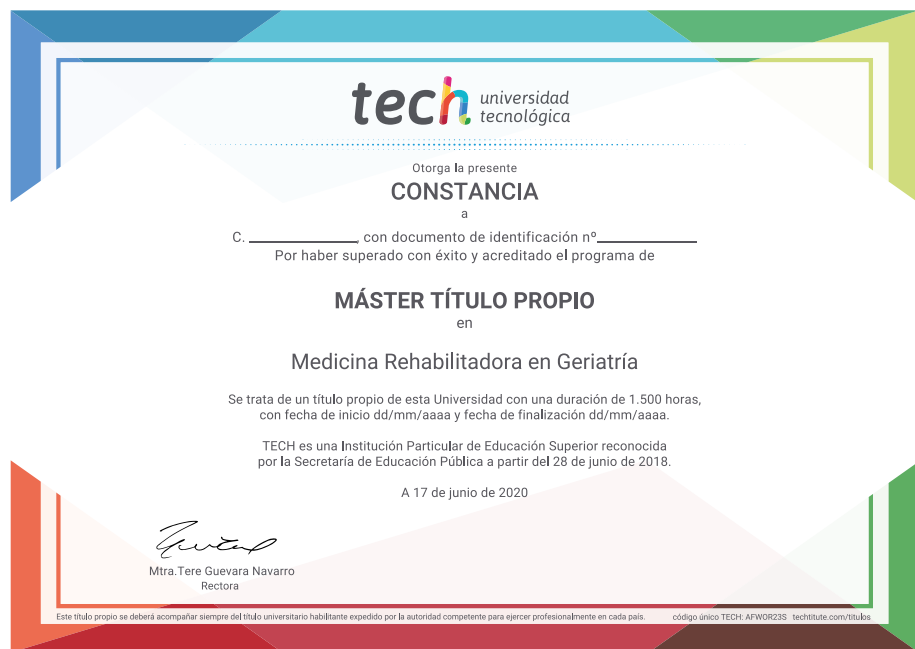 tech universidad
tecnológica
Otorga la presente
CONSTANCIA
a
C. ____________, con documento de identificación nº____________
Por haber superado con éxito y acreditado el programa de
MÁSTER TÍTULO PROPIO
en
Medicina Rehabilitadora en Geriatría
Se trata de un título propio de esta Universidad con una duración de 1.500 horas,
con fecha de inicio dd/mm/aaaa y fecha de finalización dd/mm/aaaa.
TECH es una Institución Particular de Educación Superior reconocida
por la Secretaría de Educación Pública a partir del 28 de junio de 2018.
A 17 de junio de 2020
Mtra.Tere Guevara Navarro
Rectora
Este título propio se deberá acompañar siempre del título universitario habilitante expedido por la autoridad competente para ejercer profesionalmente en cada país. código único TECH: AFWOR23S techtitute.com/titulos